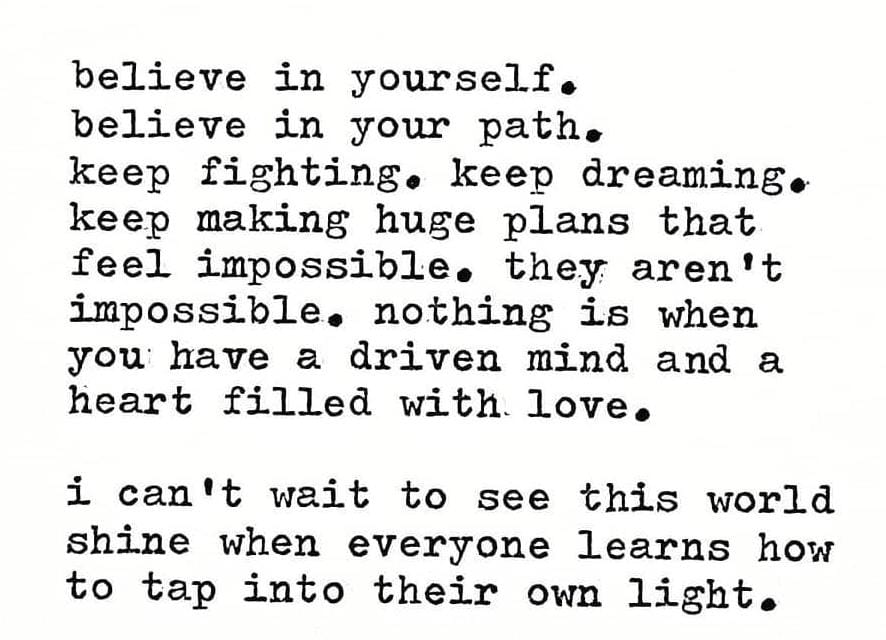 believe in yourself.
believe in your path.
keep fighting. keep dreaming.
keep making huge plans that
feel impossible. they aren't
impossible. nothing is when
you have a driven mind and a
heart filled with love.
i can't wait to see this world
shine when everyone learns how
to tap into their own light.